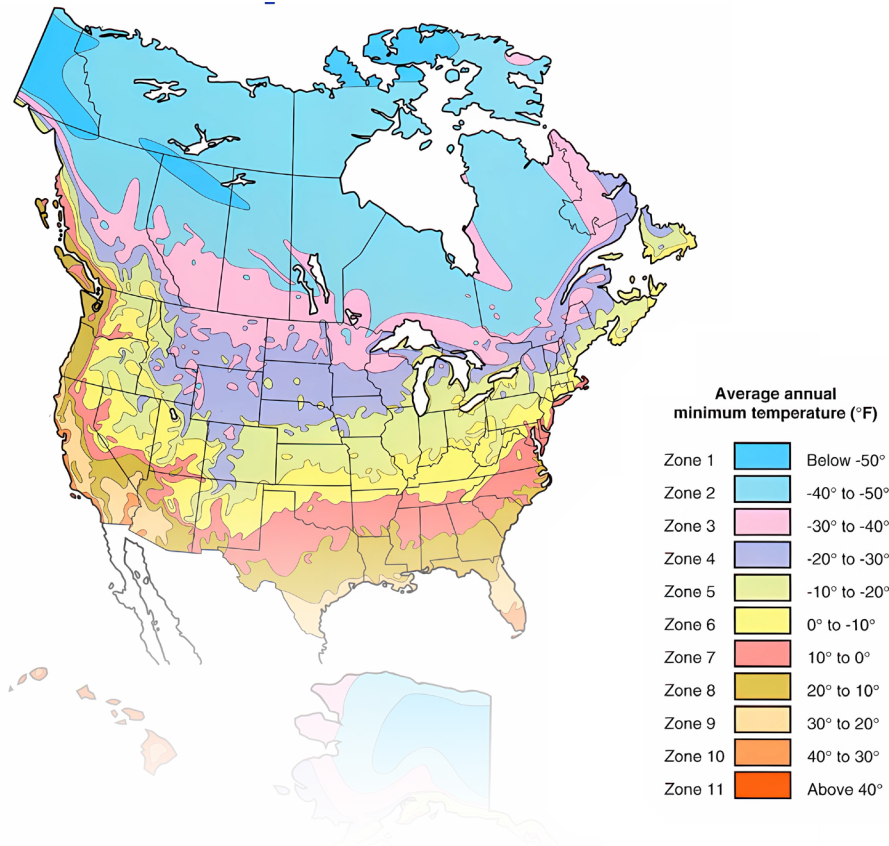 Average annual
minimum temperature (°F)
Zone 1 Below -50°
Zone 2 -40° to -50°
Zone 3 -30° to -40°
Zone 4 -20° to -30°
Zone 5 -10° to -20°
Zone 6 0° to -10°
Zone 7 10° to 0°
Zone 8 20° to 10°
Zone 9 30° to 20°
Zone 10 40° to 30°
Zone 11 Above 40°